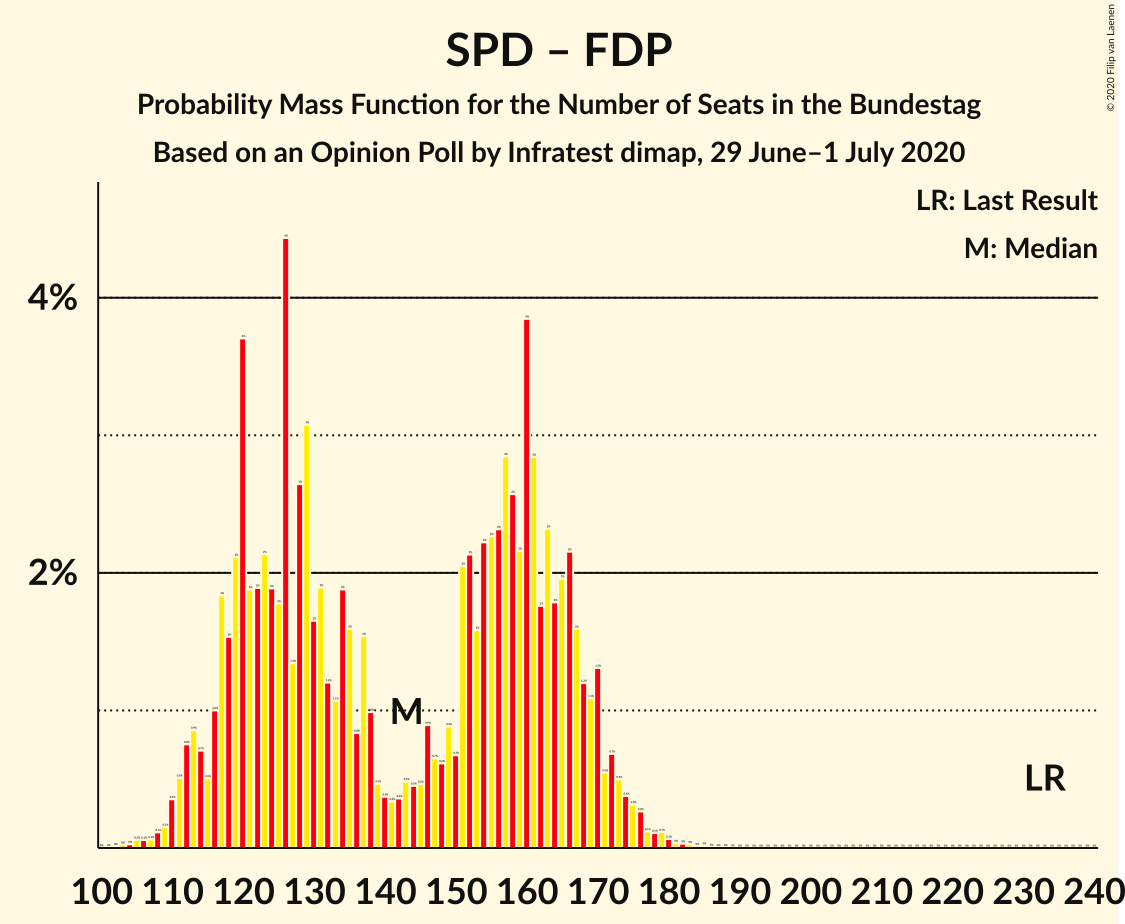 SPD – FDP
Probability Mass Function for the Number of Seats in the Bundestag
Based on an Opinion Poll by Infratest dimap, 29 June–1 July 2020
© 2020 Filip van Laenen
LR: Last Result
M: Median
4%
2%
M
LR
100 110 120 130 140 150 160 170 180 190 200 210 220 230 240